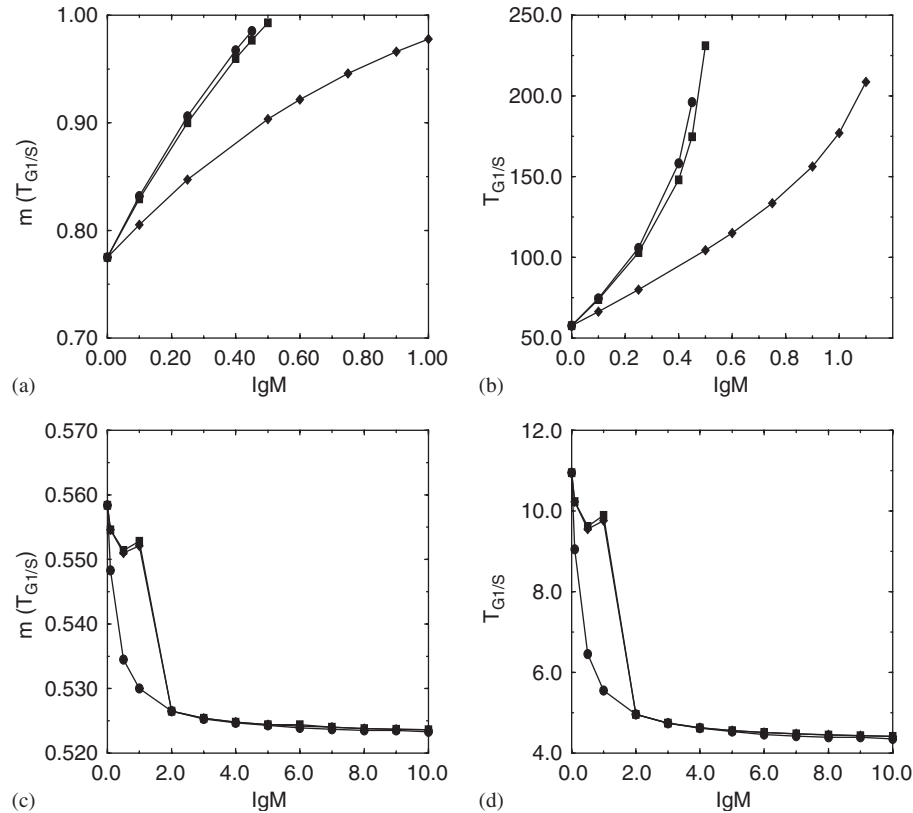 1.00
0.90
0.80
0.70
m (T_G1/S)
0.00 0.20 0.40 0.60 0.80 1.00
(a)
IgM
250.0
200.0
150.0
100.0
50.0
T_G1/S
0.0 0.2 0.4 0.6 0.8 1.0
(b)
IgM
0.570
0.560
0.550
0.540
0.530
0.520
m (T_G1/S)
0.0 2.0 4.0 6.0 8.0 10.0
(c)
IgM
12.0
10.0
8.0
6.0
4.0
T_G1/S
0.0 2.0 4.0 6.0 8.0 10.0
(d)
IgM